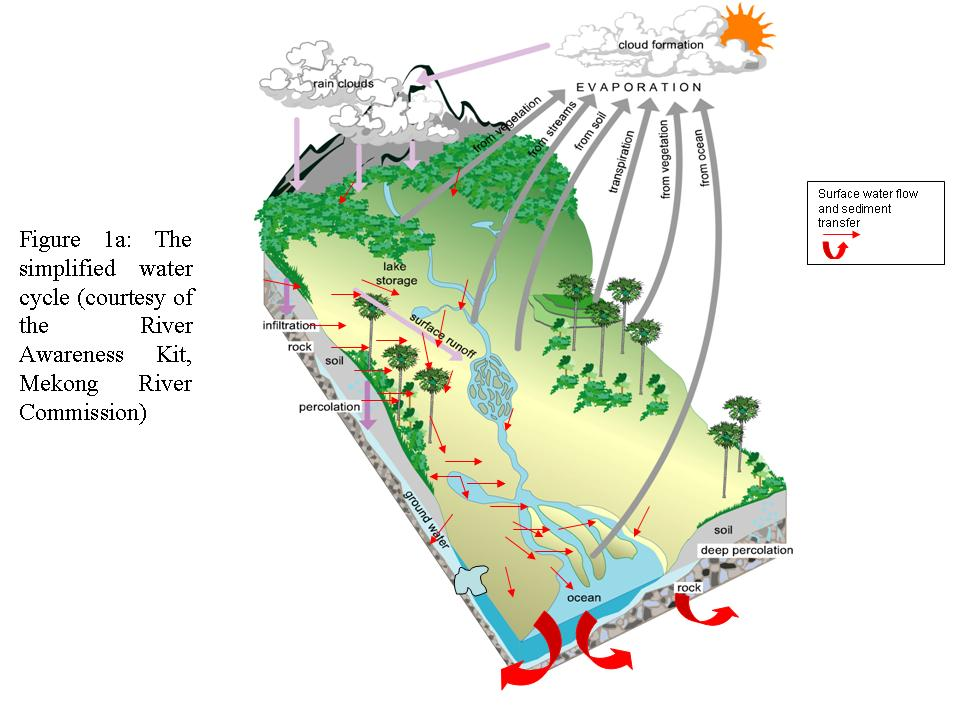 Figure 1a: The
simplified water
cycle (courtesy of
the River
Awareness Kit,
Mekong River
Commission)
cloud formation
rain clouds
EVAPORATION
from vegetation
from streams
from soil
transpiration
from vegetation
from ocean
Surface water flow
and sediment
transfer
lake
storage
surface runoff
infiltration
rock
soil
percolation
ground water
soil
deep percolation
rock
ocean